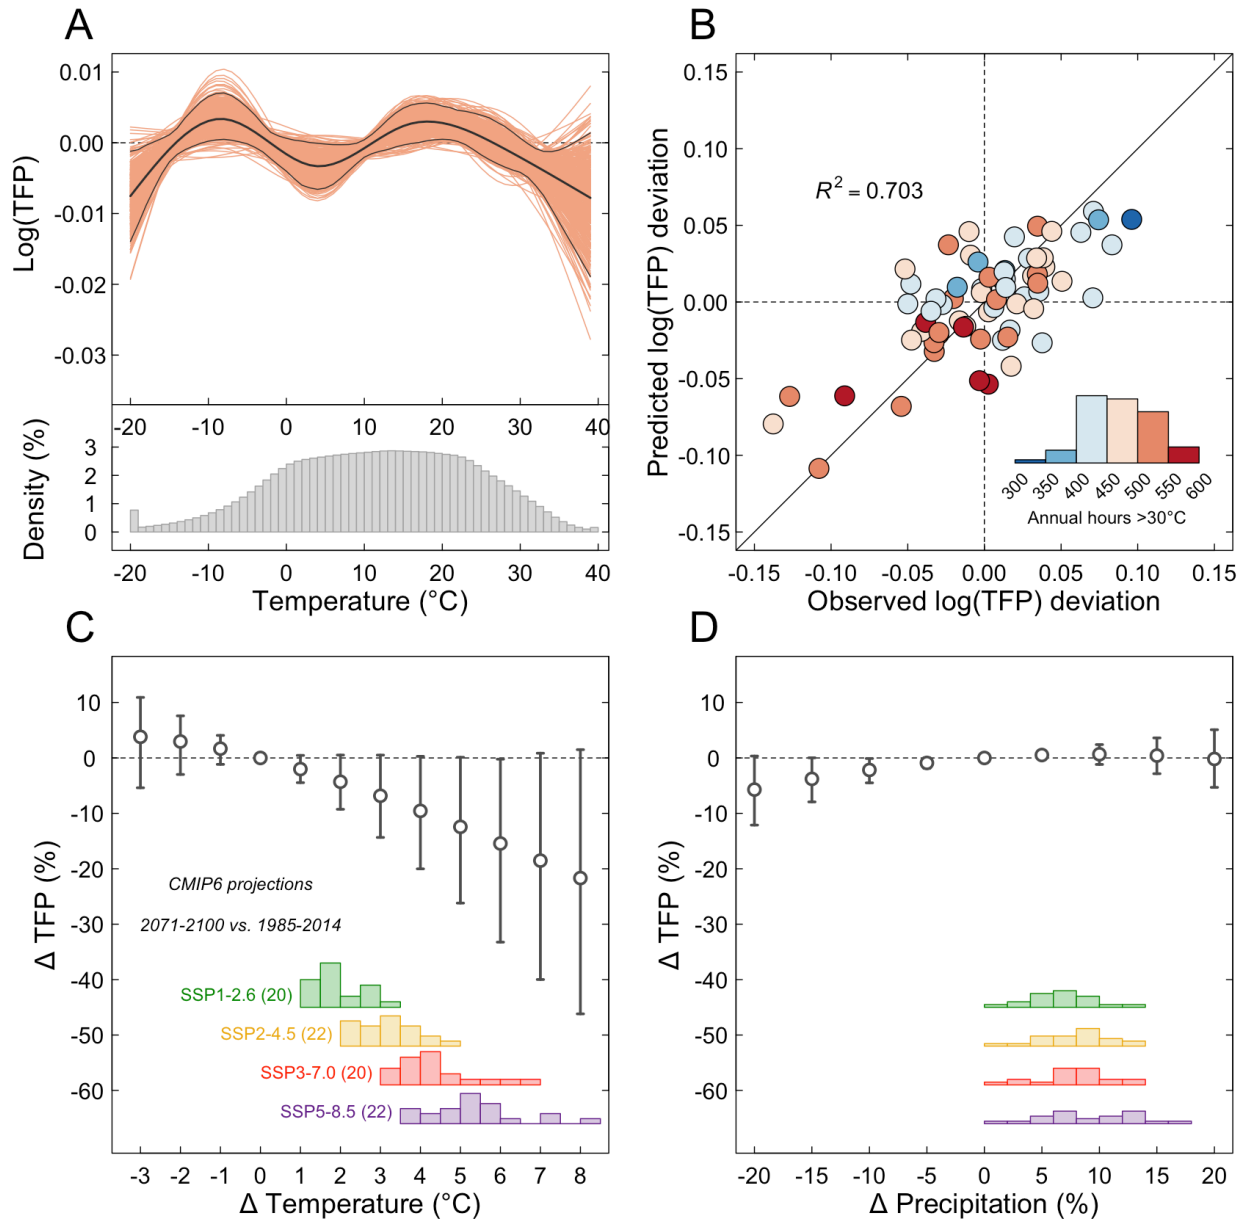 A
0.01
0.00
-0.01
-0.02
-0.03
Log(TFP)
-20 -10 0 10 20 30 40
3
2
1
0
Density (%)
-20 -10 0 10 20 30 40
Temperature (°C)
B
0.15
0.10
0.05
0.00
-0.05
-0.10
-0.15
Predicted log(TFP) deviation
R² = 0.703
300 350 400 450 500 550 600
Annual hours >30°C
-0.15 -0.10 -0.05 0.00 0.05 0.10 0.15
Observed log(TFP) deviation
C
10
0
-10
-20
-30
-40
-50
-60
Δ TFP (%)
CMIP6 projections
2071-2100 vs. 1985-2014
SSP1-2.6 (20)
SSP2-4.5 (22)
SSP3-7.0 (20)
SSP5-8.5 (22)
-3 -2 -1 0 1 2 3 4 5 6 7 8
Δ Temperature (°C)
D
10
0
-10
-20
-30
-40
-50
-60
Δ TFP (%)
-20 -15 -10 -5 0 5 10 15 20
Δ Precipitation (%)